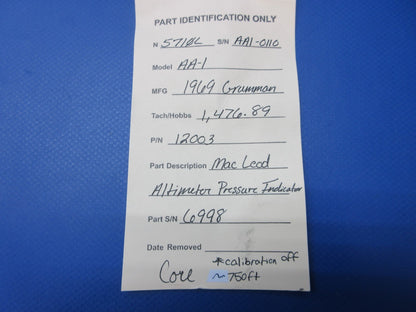 PART IDENTIFICATION ONLY
N 5718L S/N AA1-0110
Model AA-1
MFG 1969 Grumman
Tach/Hobbs 1,476.89
P/N 12003
Part Description Mac Leod
Altimeter Pressure Indicator
Part S/N 6998
Date Removed
*calibration off
Core ~750ft